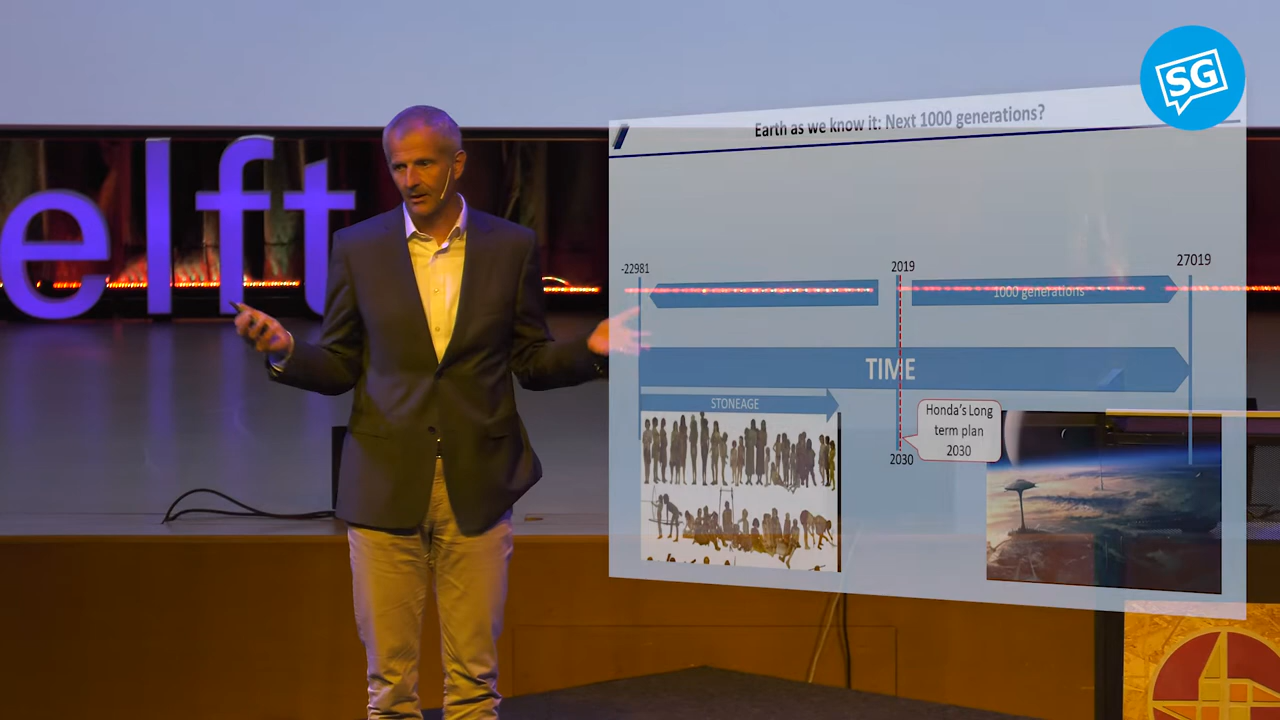 SG
Earth as we know it: Next 1000 generations?
elft
-22981
2019
27019
1000 generations
TIME
STONEAGE
Honda's Long
term plan
2030
2030